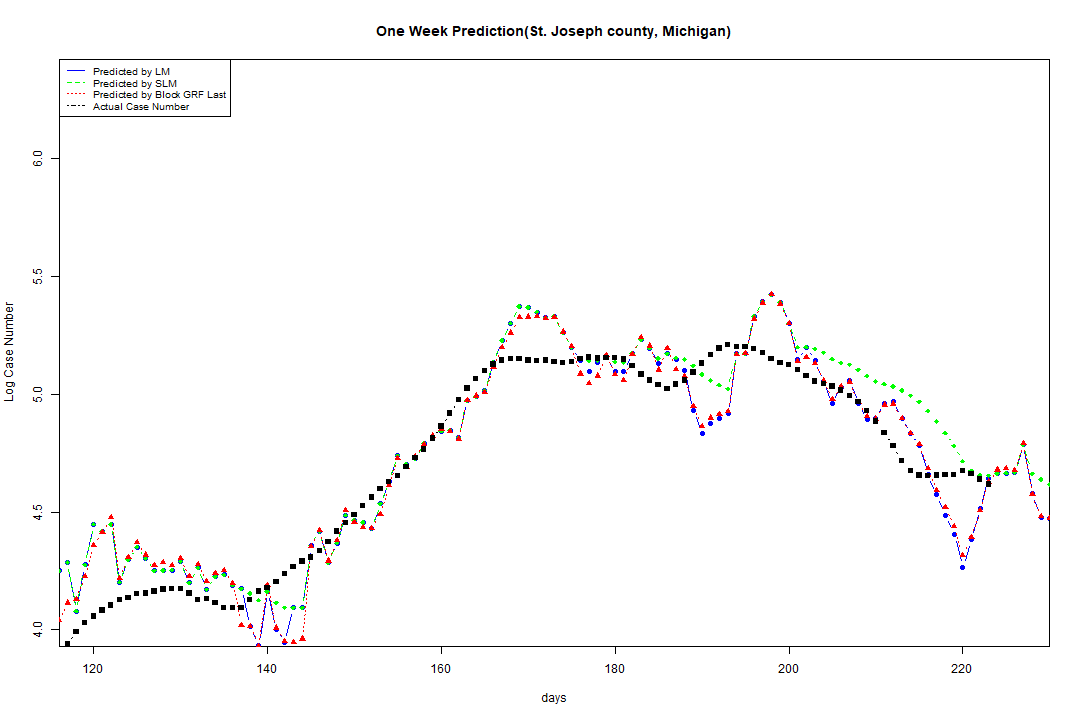 One Week Prediction(St. Joseph county, Michigan)
Predicted by LM
Predicted by SLM
Predicted by Block GRF Last
Actual Case Number
Log Case Number
6.0
5.5
5.0
4.5
4.0
120 140 160 180 200 220
days